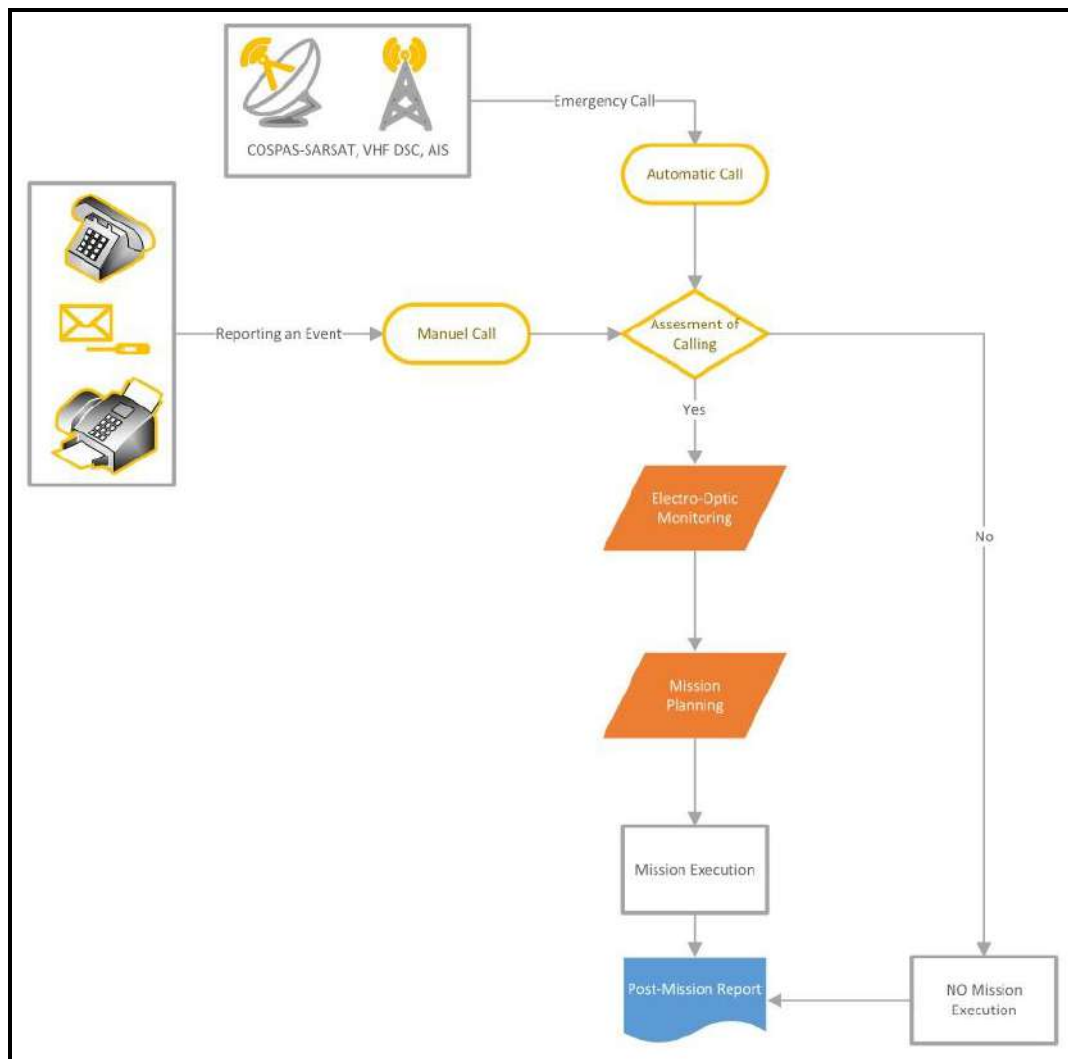 Emergency Call
COSPAS-SARSAT, VHF DSC, AIS
Automatic Call
Reporting an Event
Manuel Call
Assesment of
Calling
Yes
Electro-Optic
Monitoring
No
Mission
Planning
Mission Execution
Post-Mission Report
NO Mission
Execution